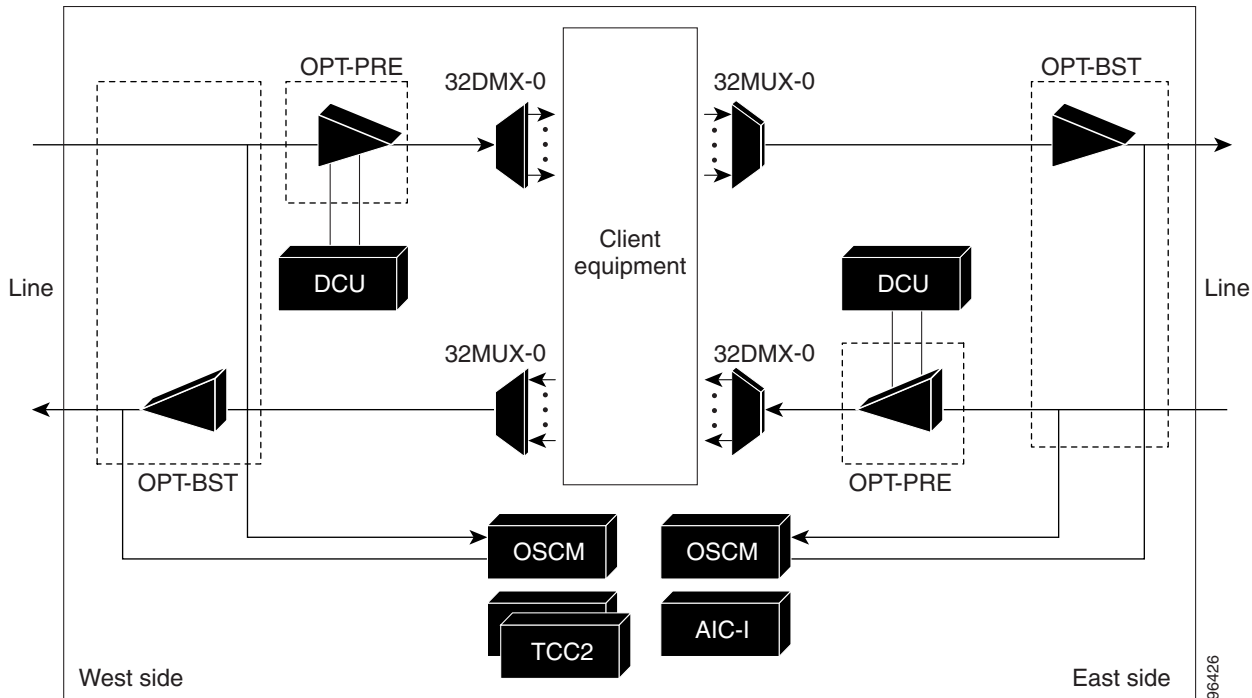 OPT-PRE
OPT-BST
32DMX-0
32MUX-0
Client
equipment
DCU
DCU
Line
Line
32MUX-0
32DMX-0
OPT-BST
OPT-PRE
OSCM
OSCM
TCC2
AIC-I
West side
East side
96426